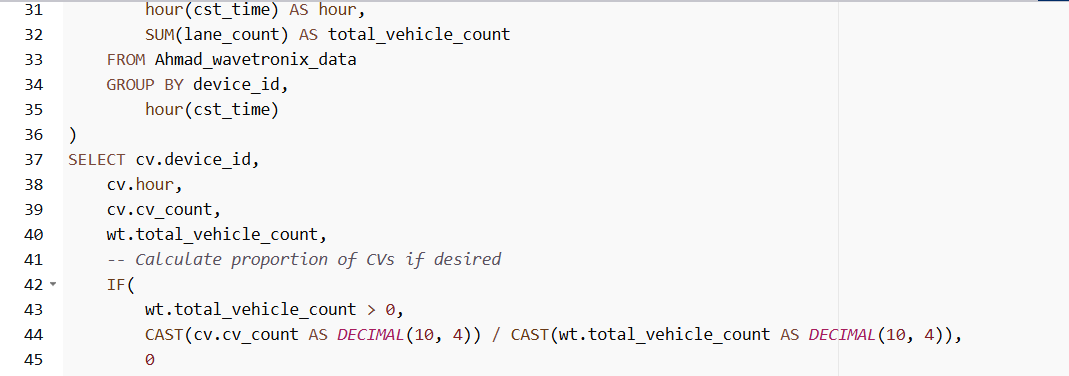 31 hour(cst_time) AS hour,
32 SUM(lane_count) AS total_vehicle_count
33 FROM Ahmad_wavetronix_data
34 GROUP BY device_id,
35 hour(cst_time)
36 )
37 SELECT cv.device_id,
38 cv.hour,
39 cv.cv_count,
40 wt.total_vehicle_count,
41 -- Calculate proportion of CVs if desired
42 IF(
43 wt.total_vehicle_count > 0,
44 CAST(cv.cv_count AS DECIMAL(10, 4)) / CAST(wt.total_vehicle_count AS DECIMAL(10, 4)),
45 0